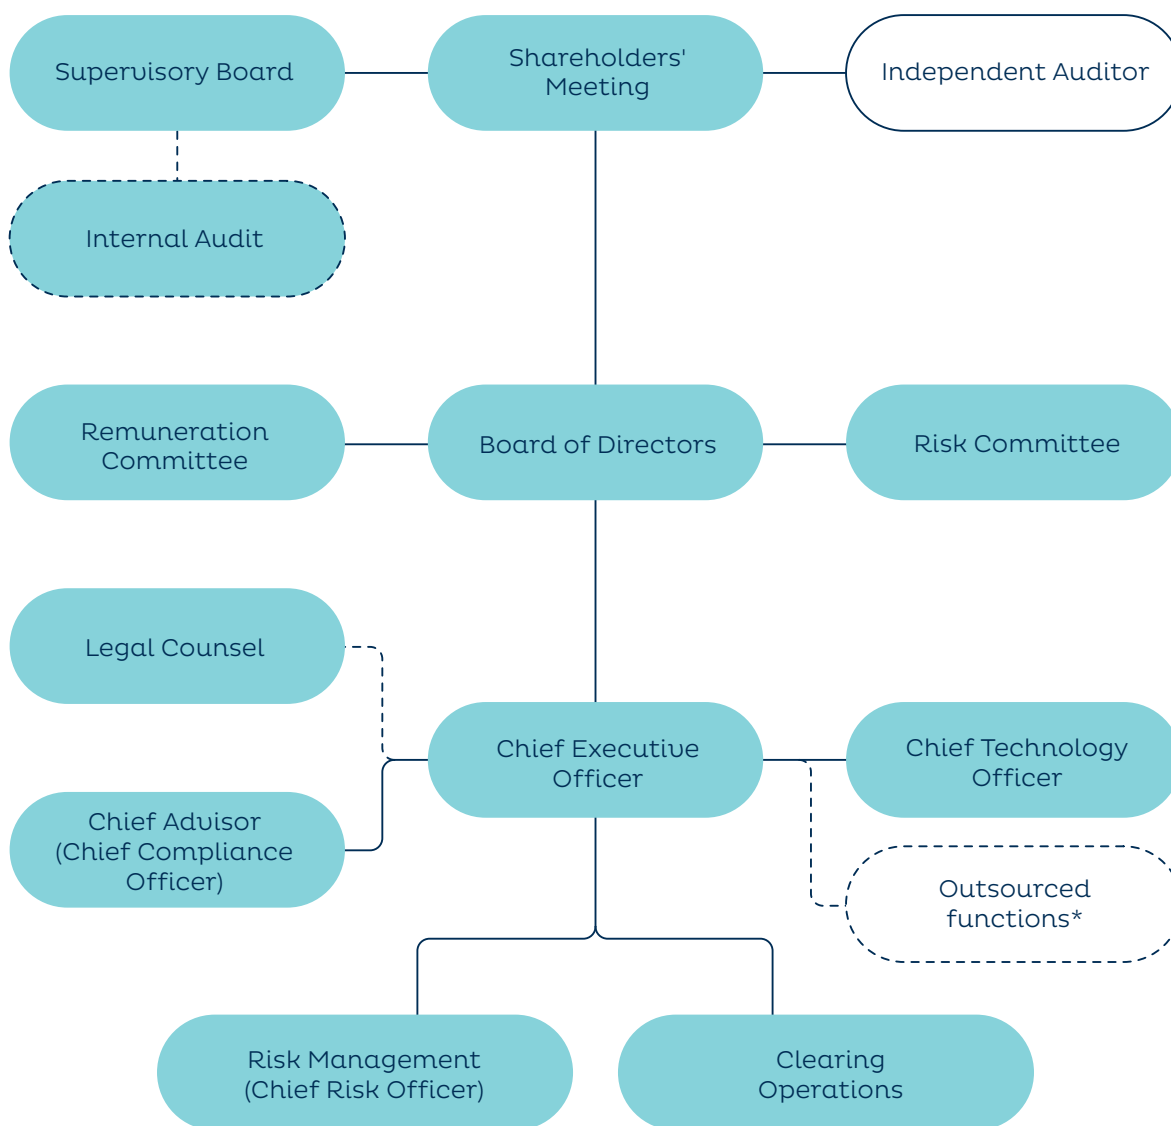 Supervisory Board
Shareholders'
Meeting
Independent Auditor
Internal Audit
Remuneration
Committee
Board of Directors
Risk Committee
Legal Counsel
Chief Executive
Officer
Chief Technology
Officer
Chief Advisor
(Chief Compliance
Officer)
Outsourced
functions*
Risk Management
(Chief Risk Officer)
Clearing
Operations